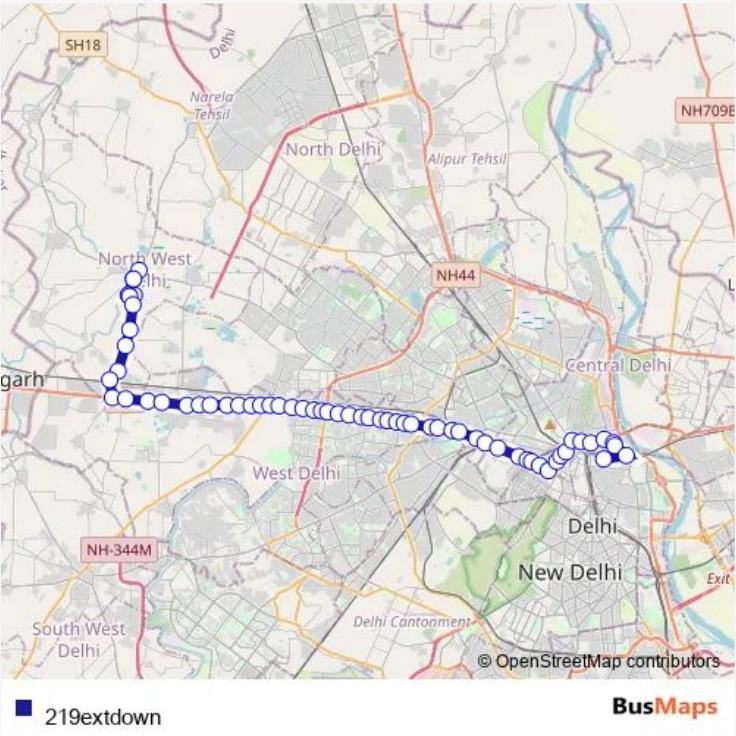 SH18
Delhi
Narela
Tehsil
NH709B
North Delhi
Alipur Tehsil
North West
elhi
NH44
Central Delhi
garh
West Delhi
Delhi
NH-344M
New Delhi
Exit
Delhi Cantonment
South West
Delhi
© OpenStreetMap contributors
219extdown
BusMaps